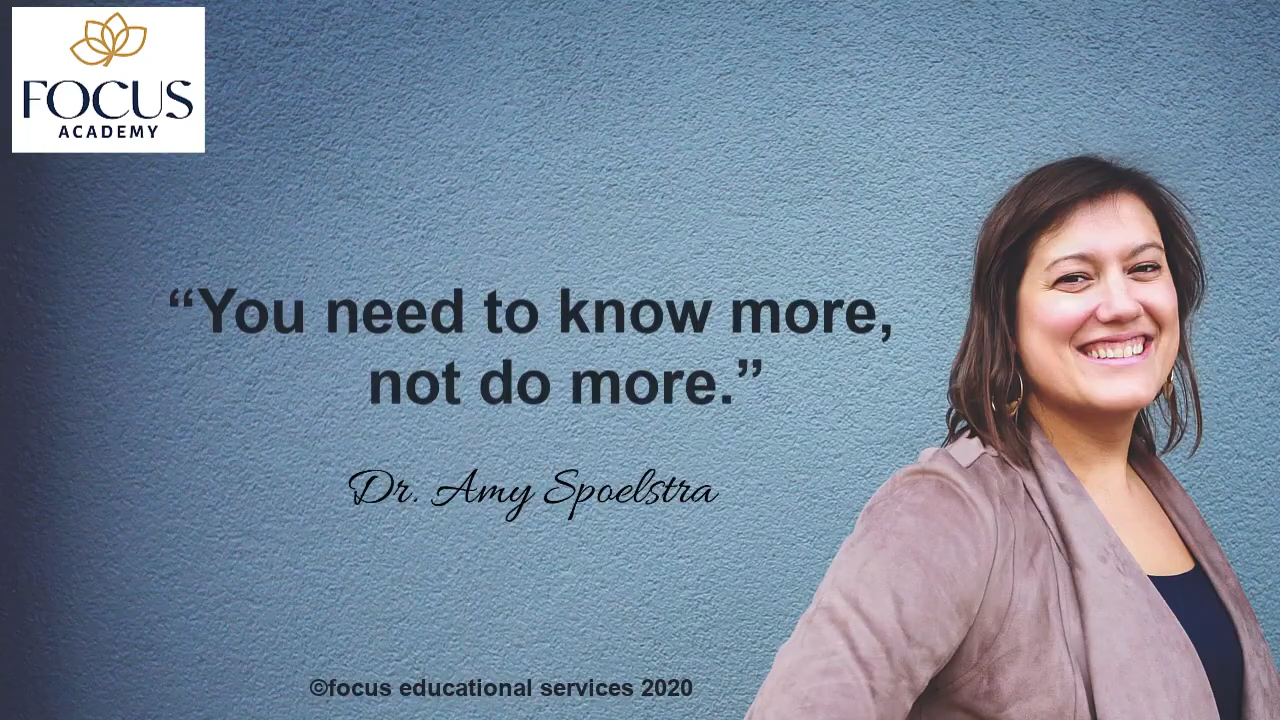 FOCUS
ACADEMY
“You need to know more,
not do more.”
Dr. Amy Spoelstra
©focus educational services 2020